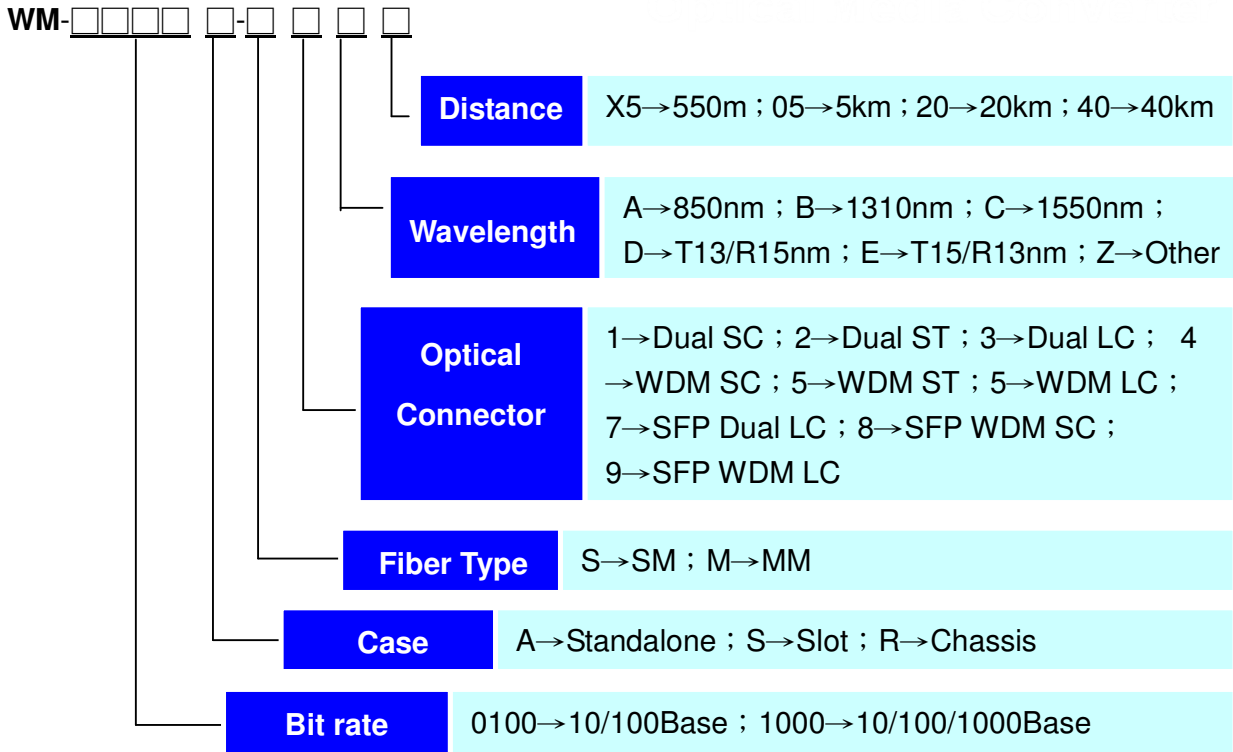 WM-□□□□ □-□ □ □ □
Distance
X5→550m；05→5km；20→20km；40→40km
Wavelength
A→850nm；B→1310nm；C→1550nm；
D→T13/R15nm；E→T15/R13nm；Z→Other
Optical
Connector
1→Dual SC；2→Dual ST；3→Dual LC； 4
→WDM SC；5→WDM ST；5→WDM LC；
7→SFP Dual LC；8→SFP WDM SC；
9→SFP WDM LC
Fiber Type
S→SM；M→MM
Case
A→Standalone；S→Slot；R→Chassis
Bit rate
0100→10/100Base；1000→10/100/1000Base